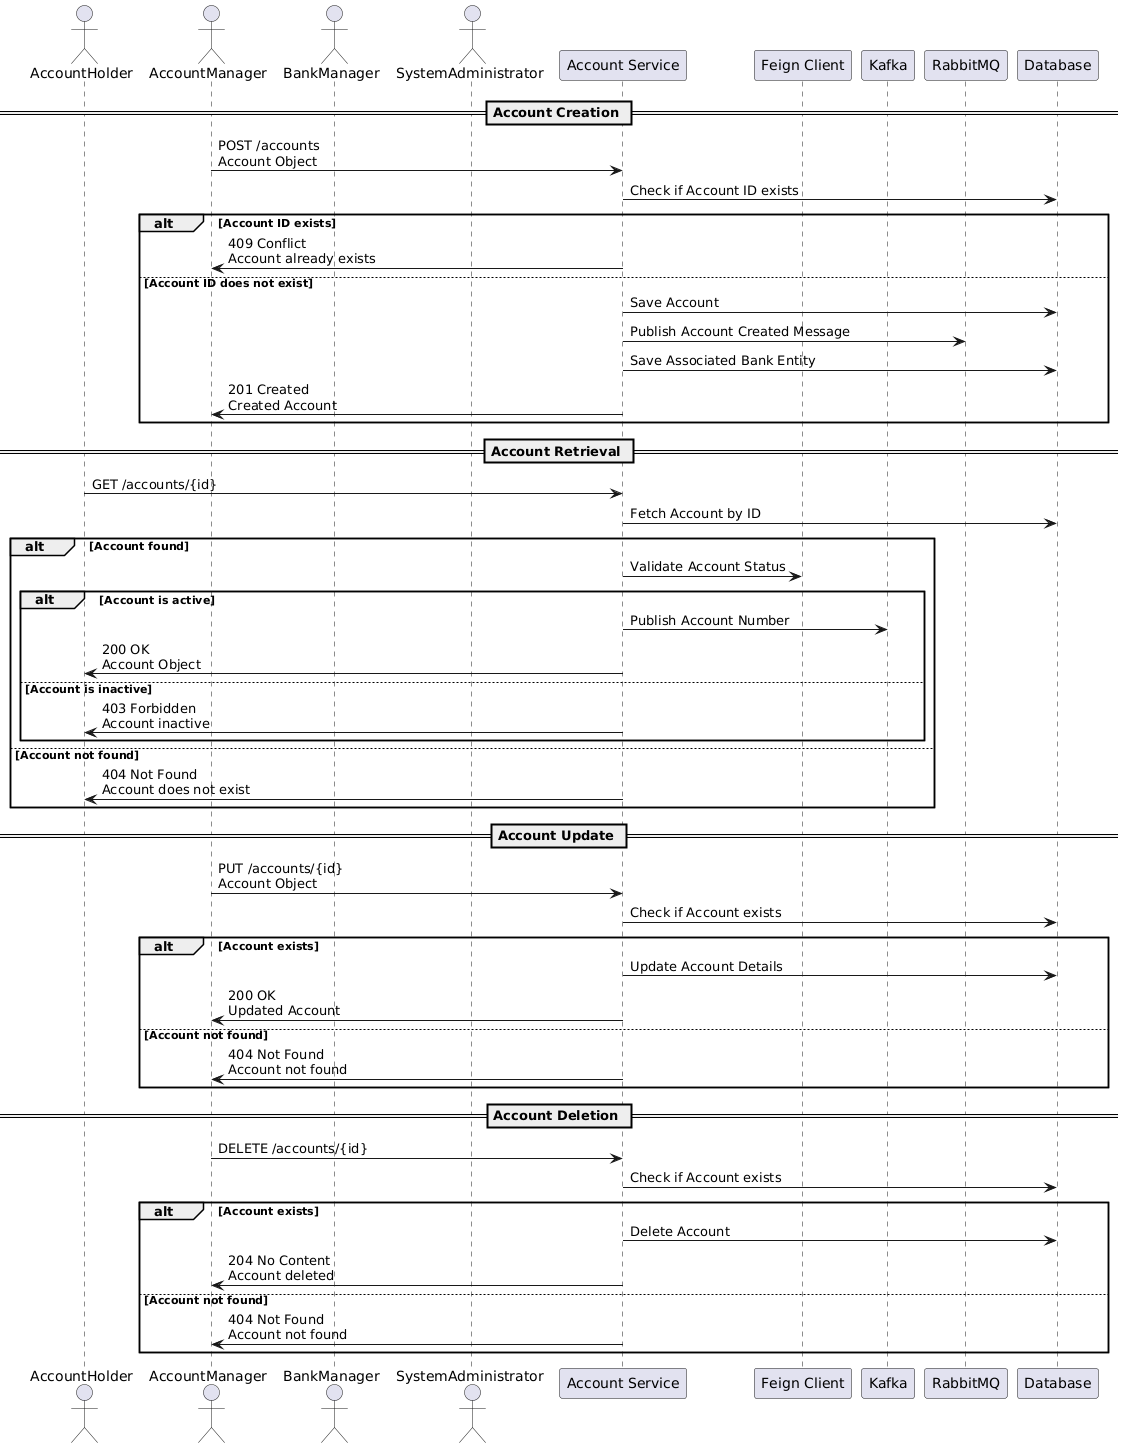 AccountHolder AccountManager BankManager SystemAdministrator Account Service Feign Client Kafka RabbitMQ Database
Account Creation
POST /accounts
Account Object
Check if Account ID exists
alt [Account ID exists]
409 Conflict
Account already exists
[Account ID does not exist]
Save Account
Publish Account Created Message
Save Associated Bank Entity
201 Created
Created Account
Account Retrieval
GET /accounts/{id}
Fetch Account by ID
alt [Account found]
Validate Account Status
alt [Account is active]
Publish Account Number
200 OK
Account Object
[Account is inactive]
403 Forbidden
Account inactive
[Account not found]
404 Not Found
Account does not exist
Account Update
PUT /accounts/{id}
Account Object
Check if Account exists
alt [Account exists]
Update Account Details
200 OK
Updated Account
[Account not found]
404 Not Found
Account not found
Account Deletion
DELETE /accounts/{id}
Check if Account exists
alt [Account exists]
Delete Account
204 No Content
Account deleted
[Account not found]
404 Not Found
Account not found
AccountHolder AccountManager BankManager SystemAdministrator Account Service Feign Client Kafka RabbitMQ Database